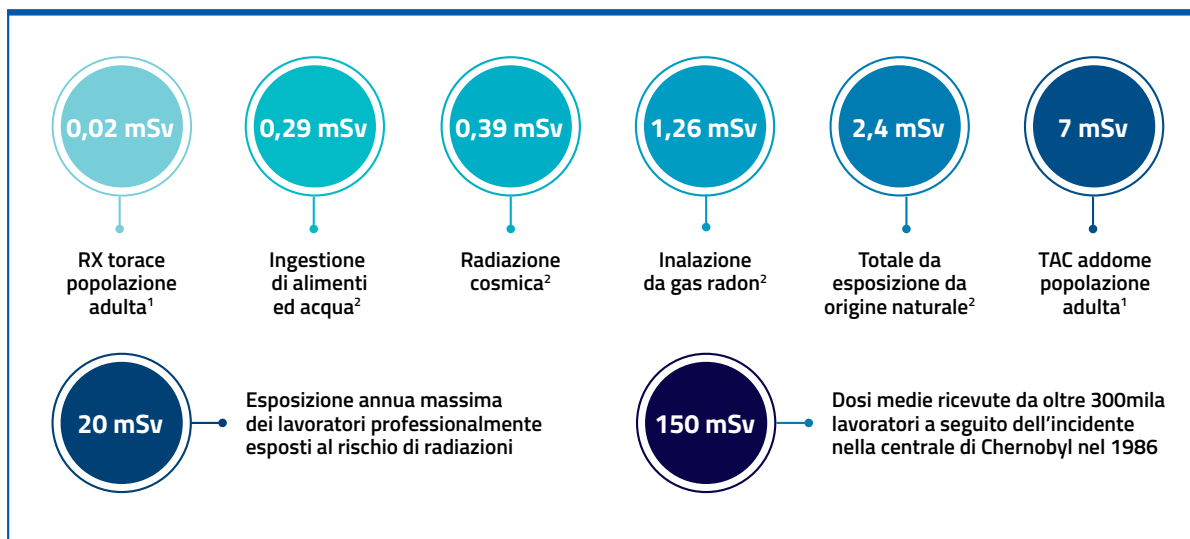 0,02 mSv
RX torace
popolazione
adulta¹
0,29 mSv
Ingestione
di alimenti
ed acqua²
0,39 mSv
Radiazione
cosmica²
1,26 mSv
Inalazione
da gas radon²
2,4 mSv
Totale da
esposizione da
origine naturale²
7 mSv
TAC addome
popolazione
adulta¹
20 mSv
Esposizione annua massima
dei lavoratori professionalmente
esposti al rischio di radiazioni
150 mSv
Dosi medie ricevute da oltre 300mila
lavoratori a seguito dell’incidente
nella centrale di Chernobyl nel 1986